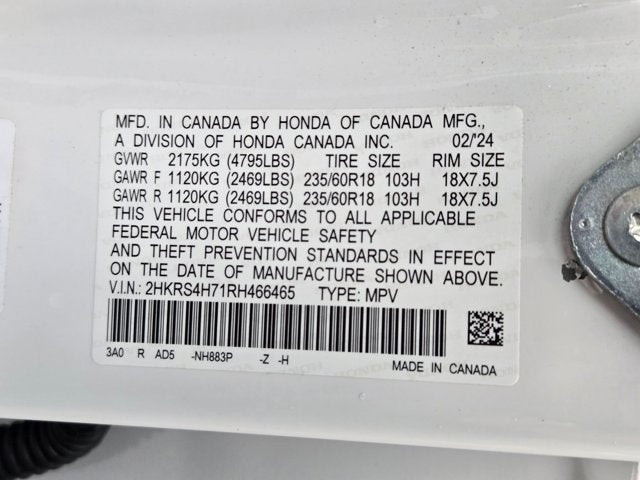 MFD. IN CANADA BY HONDA OF CANADA MFG.,
A DIVISION OF HONDA CANADA INC. 02/'24
GVWR 2175KG (4795LBS) TIRE SIZE RIM SIZE
GAWR F 1120KG (2469LBS) 235/60R18 103H 18X7.5J
GAWR R 1120KG (2469LBS) 235/60R18 103H 18X7.5J
THIS VEHICLE CONFORMS TO ALL APPLICABLE
FEDERAL MOTOR VEHICLE SAFETY
AND THEFT PREVENTION STANDARDS IN EFFECT
ON THE DATE OF MANUFACTURE SHOWN ABOVE.
V.I.N.: 2HKRS4H71RH466465 TYPE: MPV
3A0 R AD5 -NH883P -Z -H
MADE IN CANADA